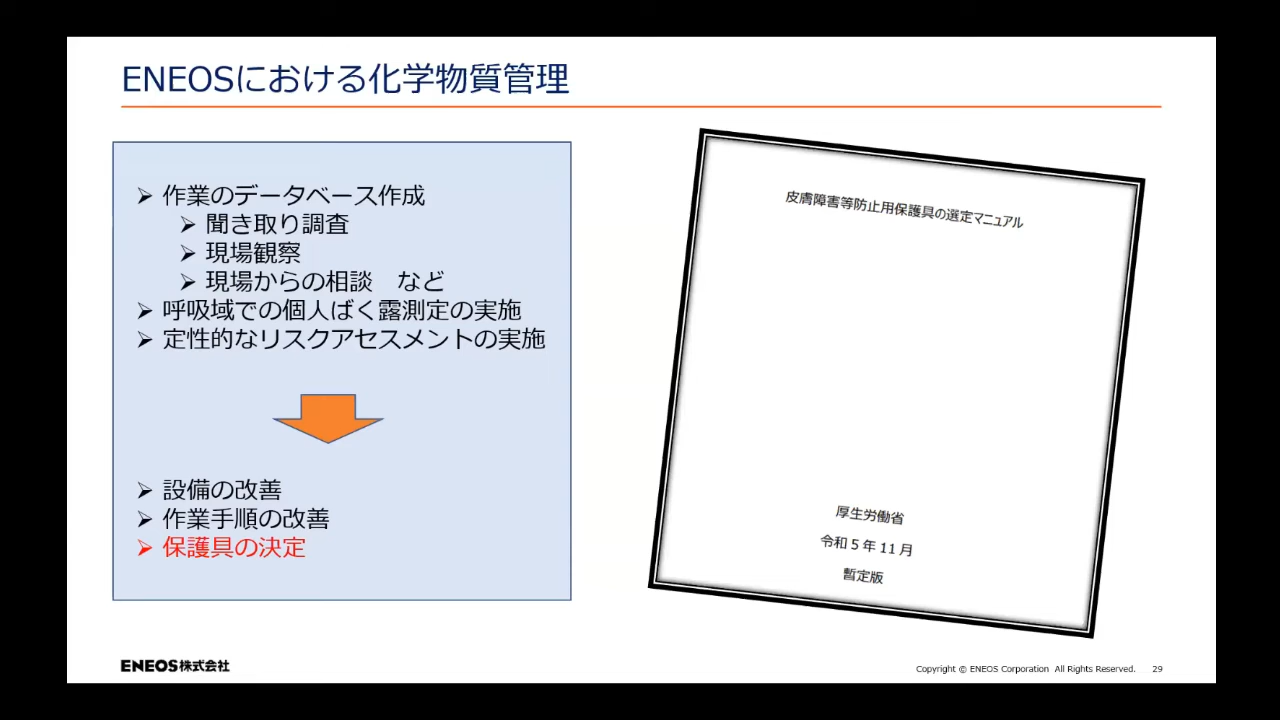 ENEOSにおける化学物質管理
➢ 作業のデータベース作成
➢ 聞き取り調査
➢ 現場観察
➢ 現場からの相談　など
➢ 呼吸域での個人ばく露測定の実施
➢ 定性的なリスクアセスメントの実施
➢ 設備の改善
➢ 作業手順の改善
➢ 保護具の決定
皮膚障害等防止用保護具の選定マニュアル
厚生労働省
令和 5 年 11 月
暫定版
ENEOS株式会社
Copyright © ENEOS Corporation All Rights Reserved. 29